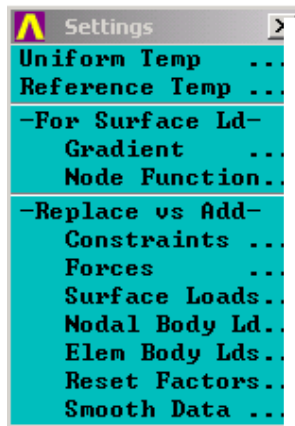 Settings
Uniform Temp ...
Reference Temp ...
-For Surface Ld-
Gradient ...
Node Function..
-Replace vs Add-
Constraints ...
Forces ...
Surface Loads..
Nodal Body Ld..
Elem Body Lds..
Reset Factors..
Smooth Data ...